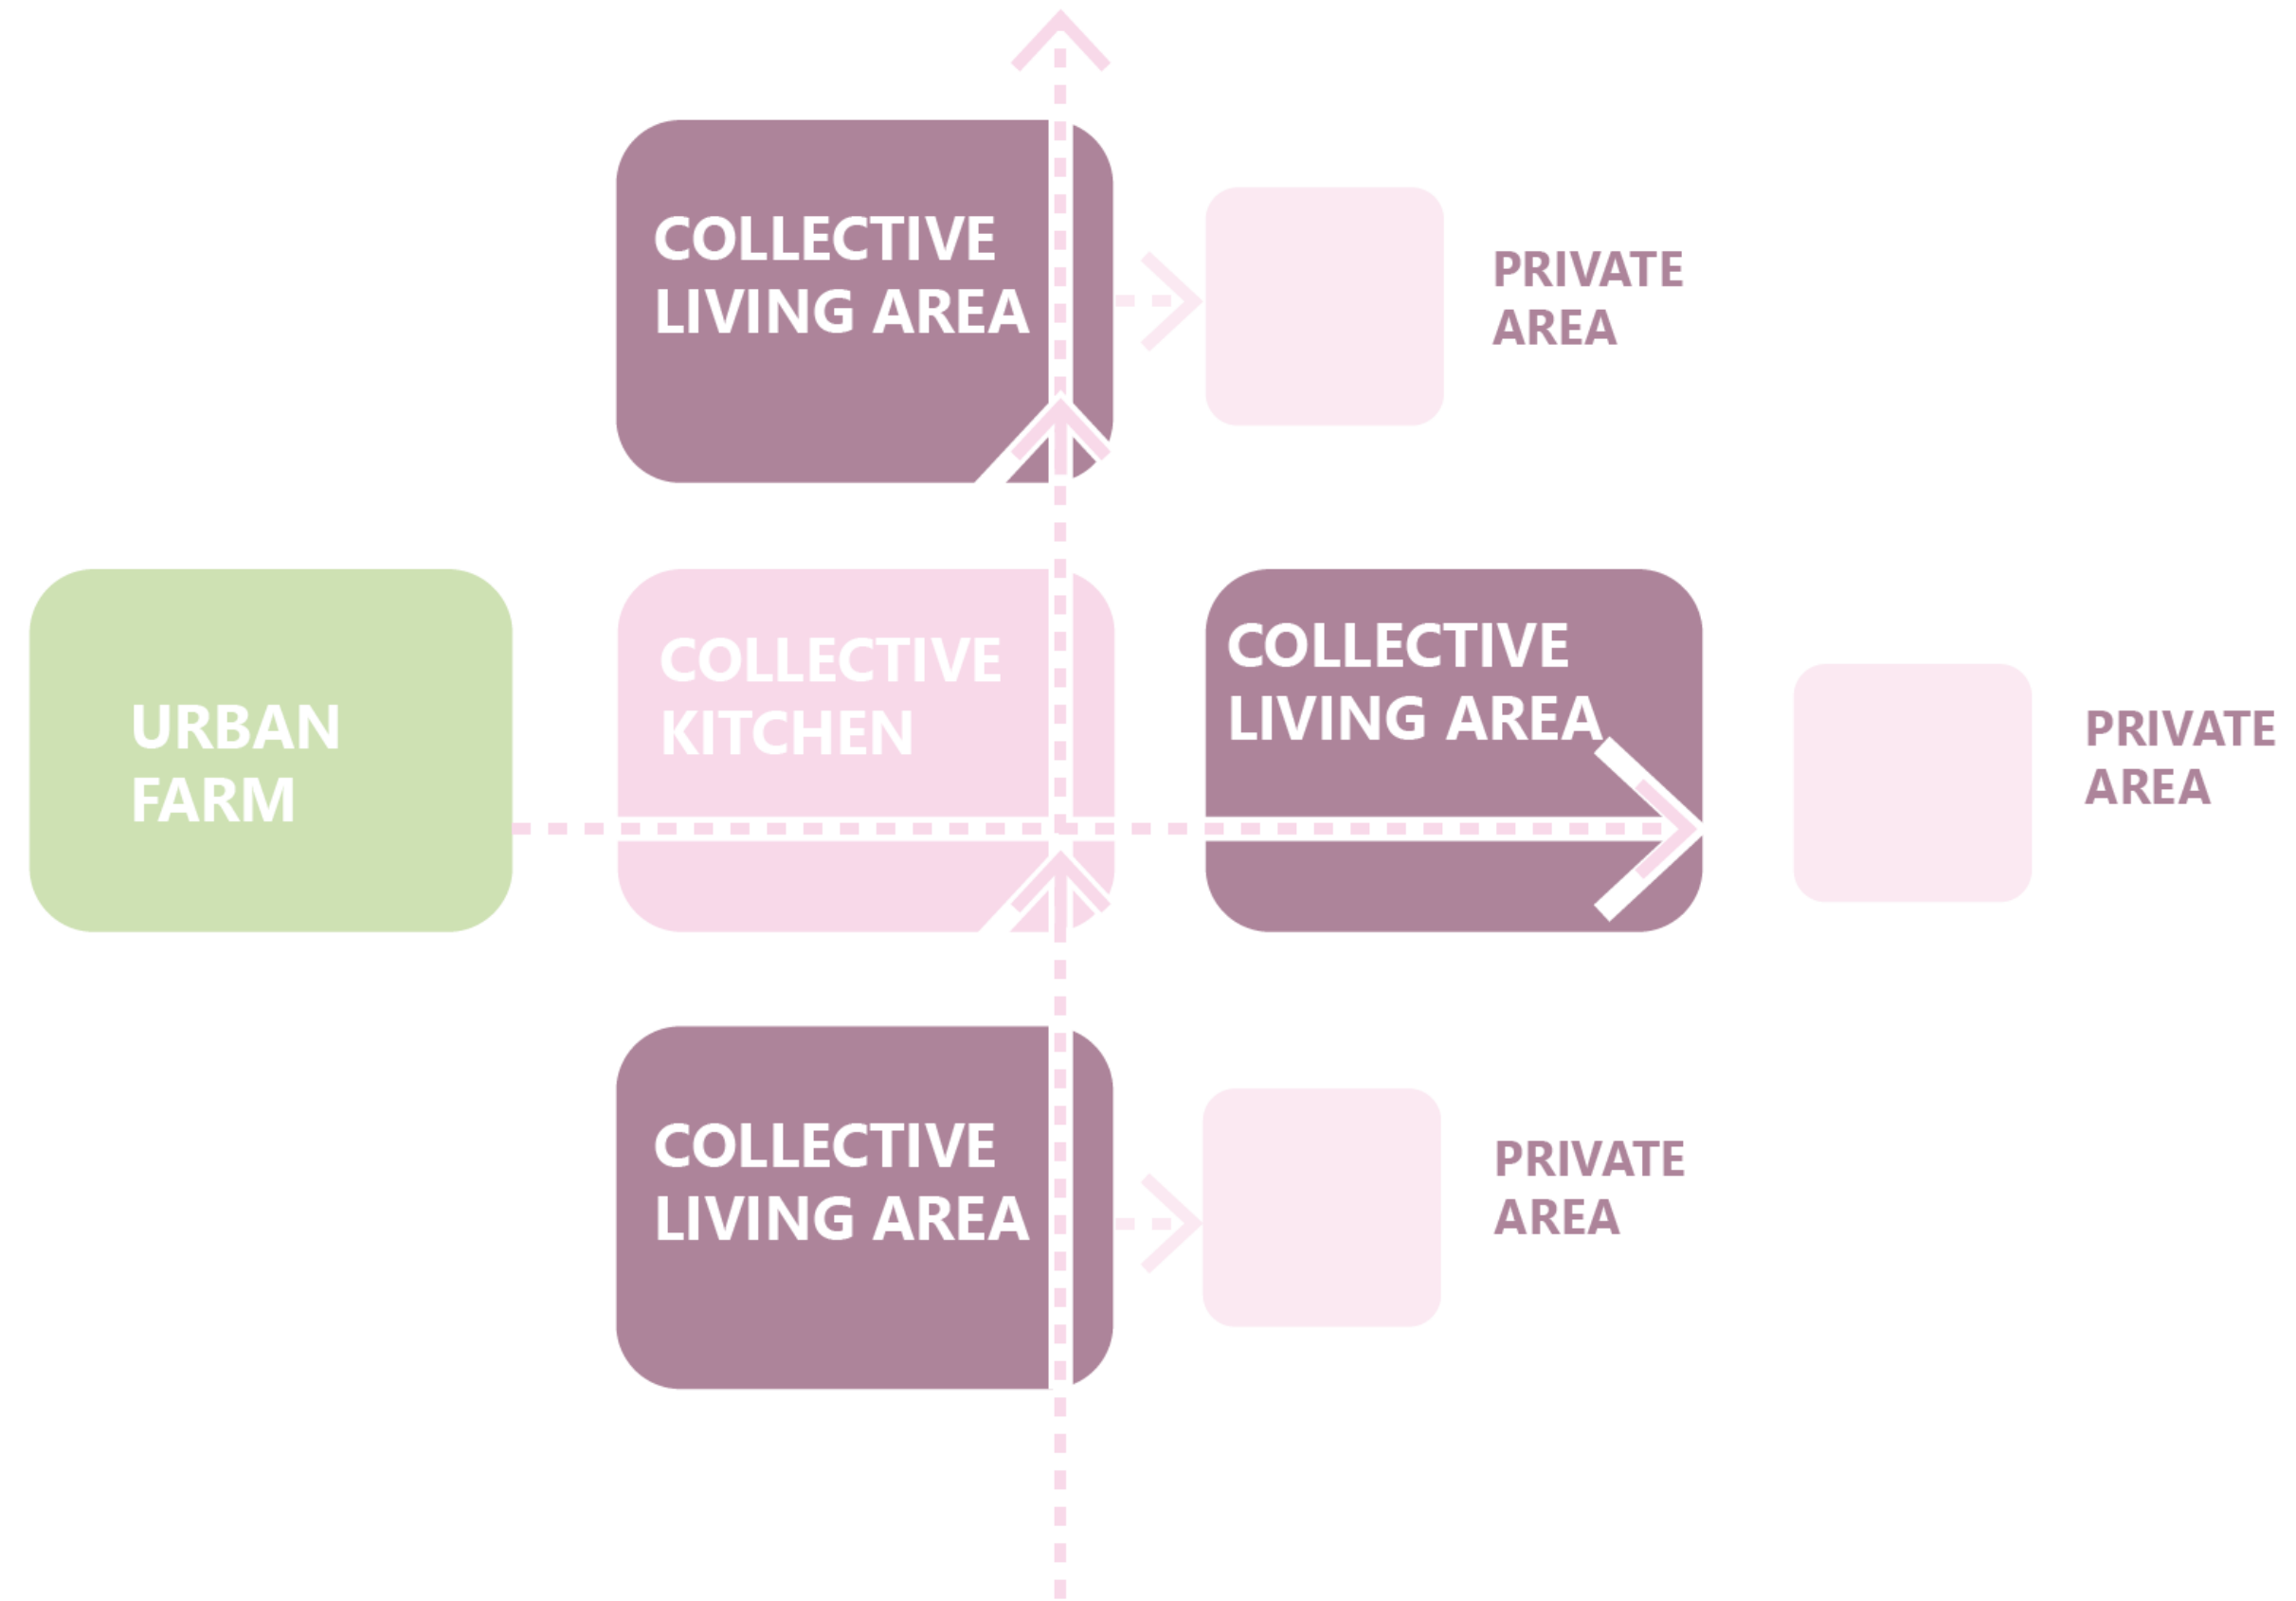 COLLECTIVE
LIVING AREA
PRIVATE
AREA
URBAN
FARM
COLLECTIVE
KITCHEN
COLLECTIVE
LIVING AREA
PRIVATE
AREA
COLLECTIVE
LIVING AREA
PRIVATE
AREA